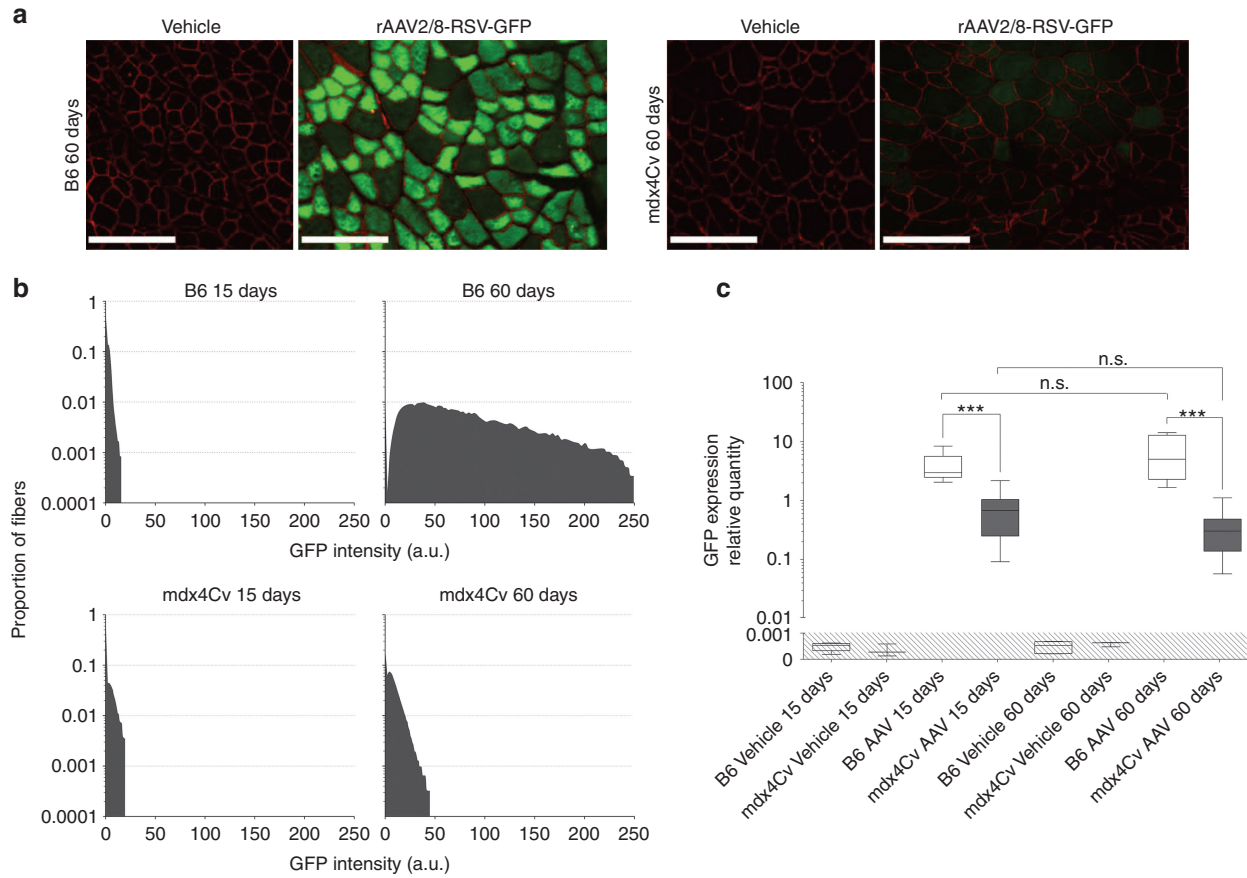 a
Vehicle
rAAV2/8-RSV-GFP
Vehicle
rAAV2/8-RSV-GFP
B6 60 days
mdx4Cv 60 days
b
B6 15 days
B6 60 days
1
0.1
0.01
0.001
0.0001
0 50 100 150 200 250
0 50 100 150 200 250
GFP intensity (a.u.)
GFP intensity (a.u.)
Proportion of fibers
mdx4Cv 15 days
mdx4Cv 60 days
1
0.1
0.01
0.001
0.0001
0 50 100 150 200 250
0 50 100 150 200 250
GFP intensity (a.u.)
GFP intensity (a.u.)
c
n.s.
n.s.
***
***
100
10
1
0.1
0.01
0.001
0
GFP expression
relative quantity
B6 Vehicle 15 days
mdx4Cv Vehicle 15 days
B6 AAV 15 days
mdx4Cv AAV 15 days
B6 Vehicle 60 days
mdx4Cv Vehicle 60 days
B6 AAV 60 days
mdx4Cv AAV 60 days